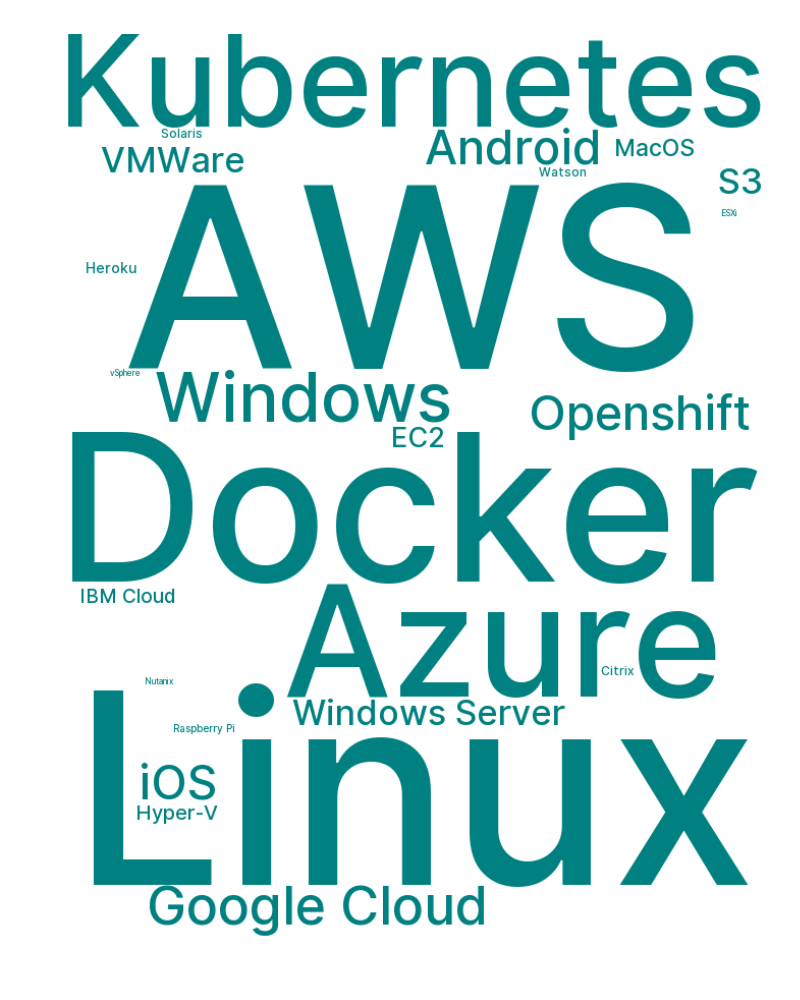 Kubernetes
Solaris
Android
MacOS
VMWare
Watson
S3
AWS
ESXi
Heroku
vSphere
Windows
Openshift
EC2
Docker
IBM Cloud
Azure
Citrix
Nutanix
Windows Server
Linux
Raspberry Pi
iOS
Hyper-V
Google Cloud